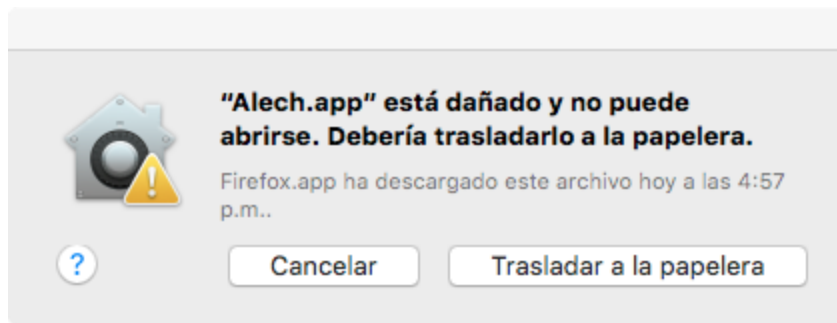 “Alech.app” está dañado y no puede
abrirse. Debería trasladarlo a la papelera.
Firefox.app ha descargado este archivo hoy a las 4:57
p.m..
?
Cancelar
Trasladar a la papelera